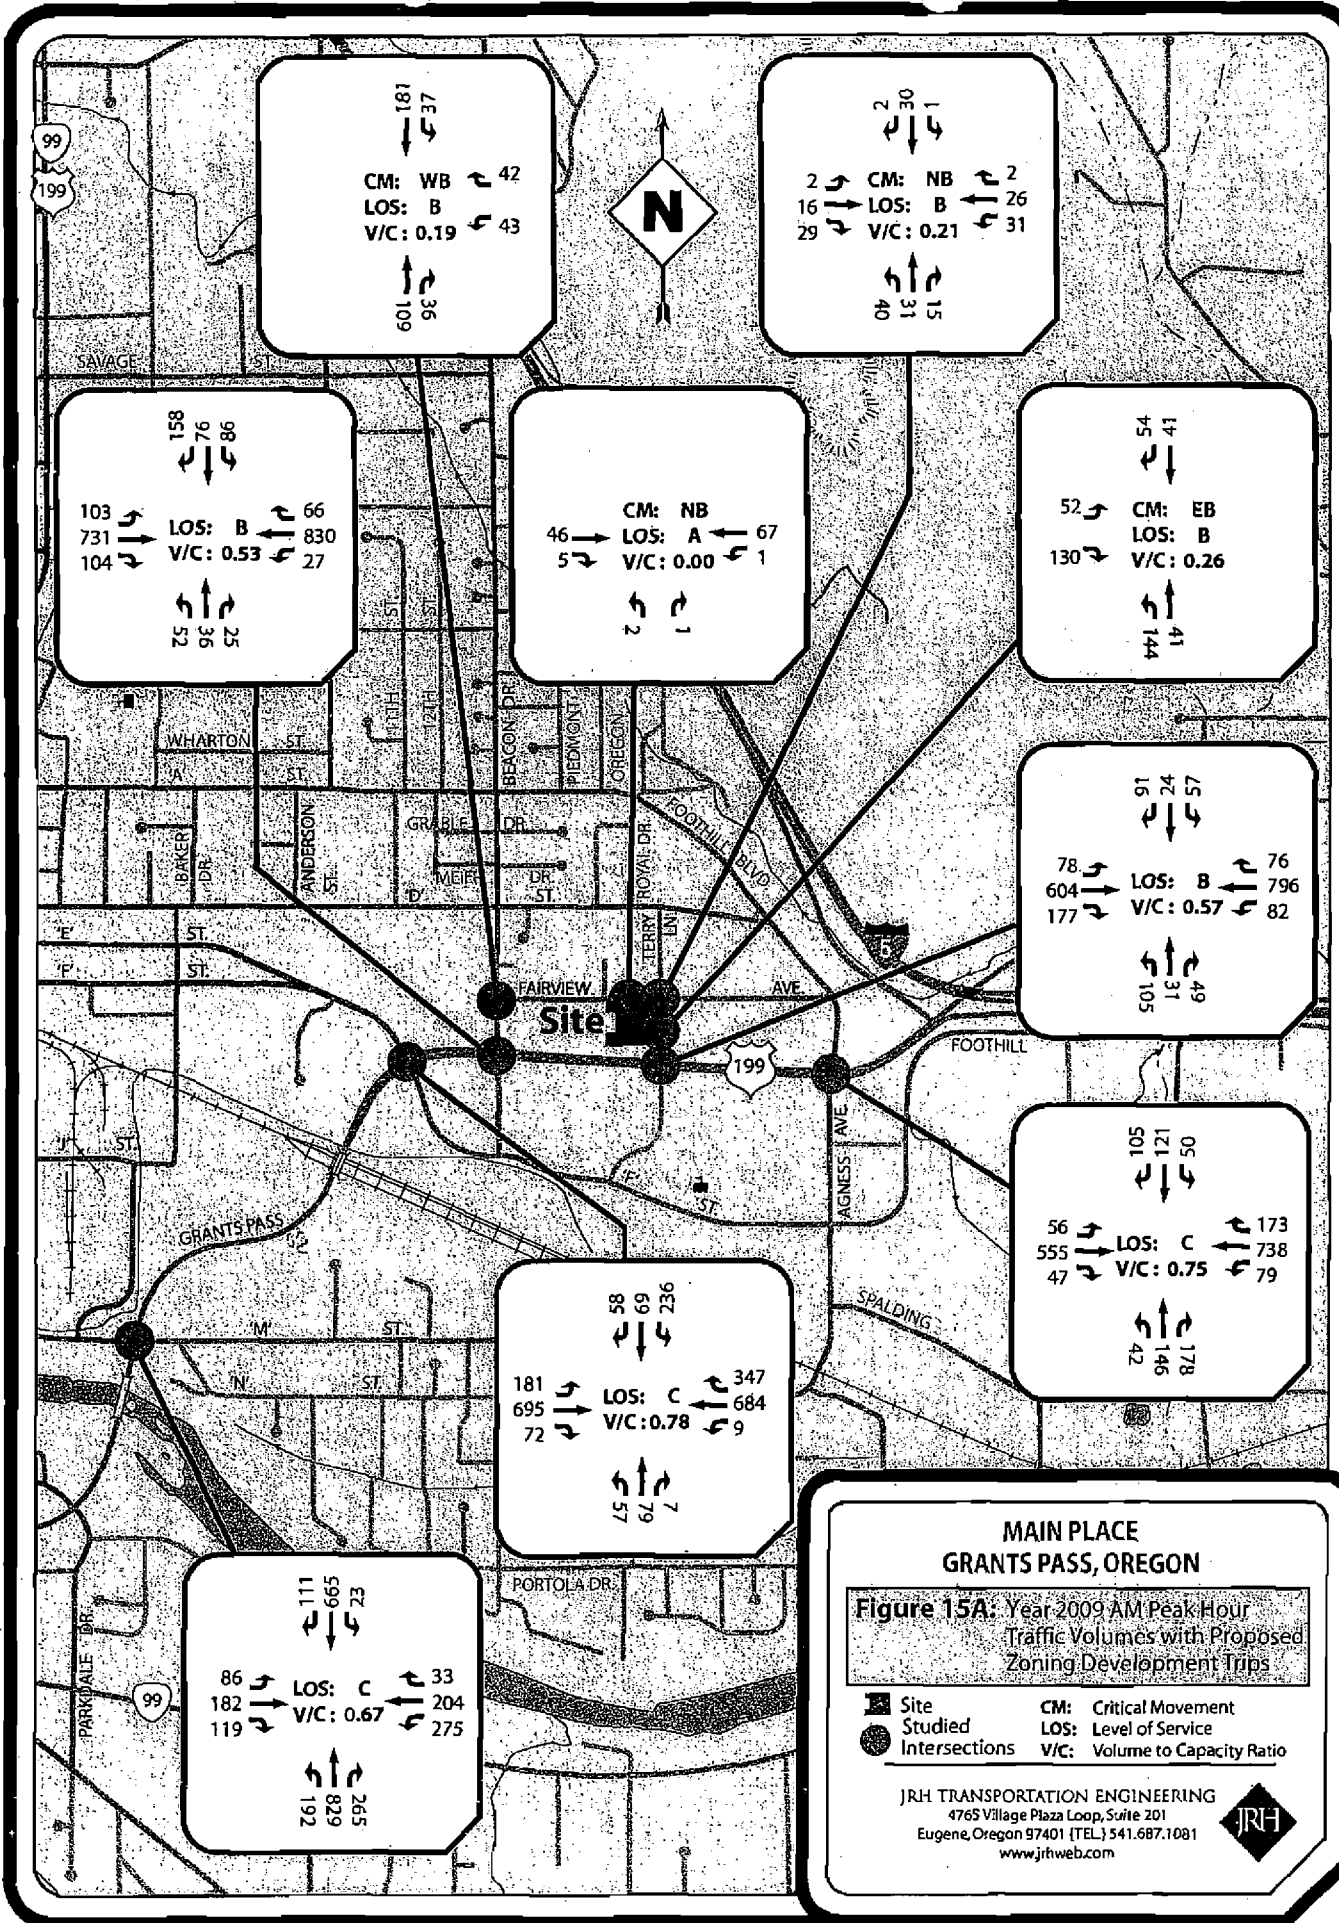 181 37
CM: WB 42
LOS: B
V/C: 0.19 43
109 36
N
2 30 1
2 CM: NB 2
16 LOS: B 26
29 V/C: 0.21 31
40 31 15
99
199
SAVAGE ST.
158 76 86
103 66
731 LOS: B 830
104 V/C: 0.53 27
52 36 25
CM: NB
46 LOS: A 67
5 V/C: 0.00 1
2 1
54 41
52 CM: EB
LOS: B
130 V/C: 0.26
144 41
ST.
11TH
ST.
12TH
BEACON DR.
PIEDMONT
OREGON
WHARTON ST.
'A' ST.
BAKER DR.
ANDERSON ST.
GRABLE DR.
DR.
'D' ST.
ROYAL DR.
FOOTHILL BLVD.
TERRY LN.
'E' ST.
'F' ST.
FAIRVIEW AVE.
Site
5
199
FOOTHILL
91 24 57
78 76
604 LOS: B 796
177 V/C: 0.57 82
105 31 49
'J' ST.
GRANTS PASS
ST.
AGNESS AVE.
105 121 50
56 173
555 LOS: C 738
47 V/C: 0.75 79
42 146 178
SPALDING
'M' ST.
'N' ST.
58 69 236
181 347
695 LOS: C 684
72 V/C: 0.78 9
57 79 7
PORTOLA DR.
PARKDALE DR.
99
111 665 23
86 33
182 LOS: C 204
119 V/C: 0.67 275
192 829 265
MAIN PLACE
GRANTS PASS, OREGON
Figure 15A: Year 2009 AM Peak Hour
Traffic Volumes with Proposed
Zoning Development Trips
Site CM: Critical Movement
Studied LOS: Level of Service
Intersections V/C: Volume to Capacity Ratio
JRH TRANSPORTATION ENGINEERING
4765 Village Plaza Loop, Suite 201
Eugene, Oregon 97401 {TEL.} 541.687.1081
www.jrhweb.com
JRH